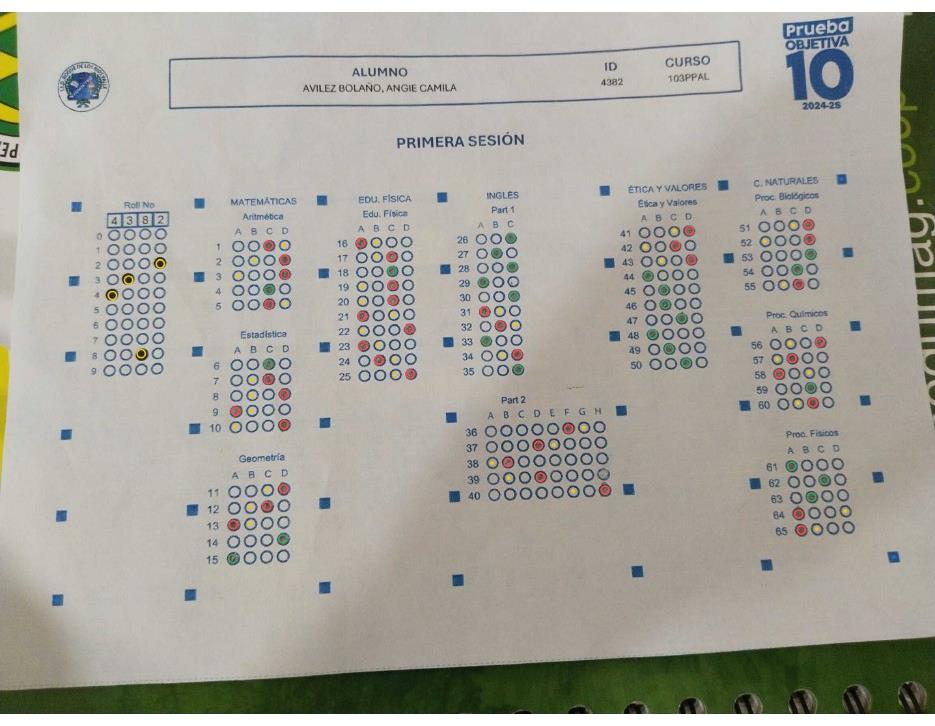 Prueba
OBJETIVA
10
2024-2S
ALUMNO
AVILEZ BOLAÑO, ANGIE CAMILA
ID
4382
CURSO
103PPAL
PRIMERA SESIÓN
Roll No
4 3 8 2
0
1
2
3
4
5
6
7
8
9
MATEMÁTICAS
Aritmética
A B C D
1
2
3
4
5
Estadística
A B C D
6
7
8
9
10
Geometría
A B C D
11
12
13
14
15
EDU. FÍSICA
Edu. Física
A B C D
16
17
18
19
20
21
22
23
24
25
INGLÉS
Part 1
A B C
26
27
28
29
30
31
32
33
34
35
Part 2
A B C D E F G H
36
37
38
39
40
ÉTICA Y VALORES
Ética y Valores
A B C D
41
42
43
44
45
46
47
48
49
50
C. NATURALES
Proc. Biológicos
A B C D
51
52
53
54
55
Proc. Químicos
A B C D
56
57
58
59
60
Proc. Físicos
A B C D
61
62
63
64
65